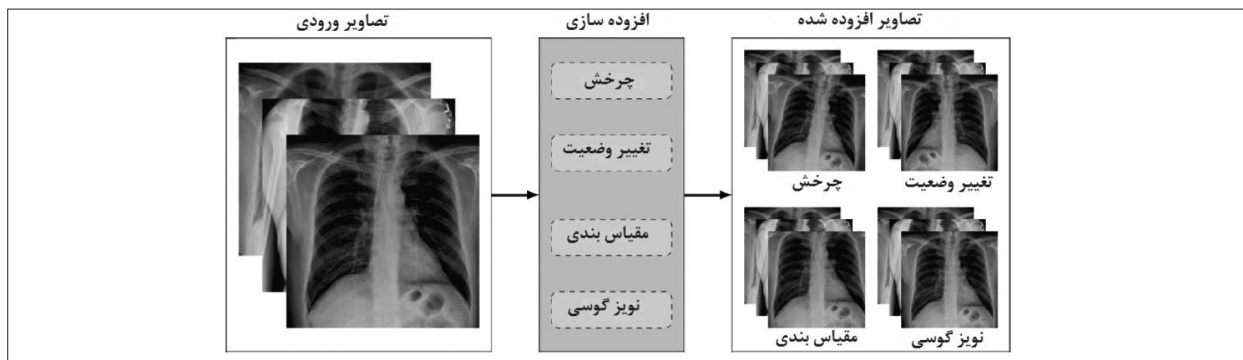 تصاویر ورودی
افزوده سازی
تصاویر افزوده شده
چرخش
تغییر وضعیت
مقیاس بندی
نویز گوسی
چرخش
تغییر وضعیت
مقیاس بندی
نویز گوسی